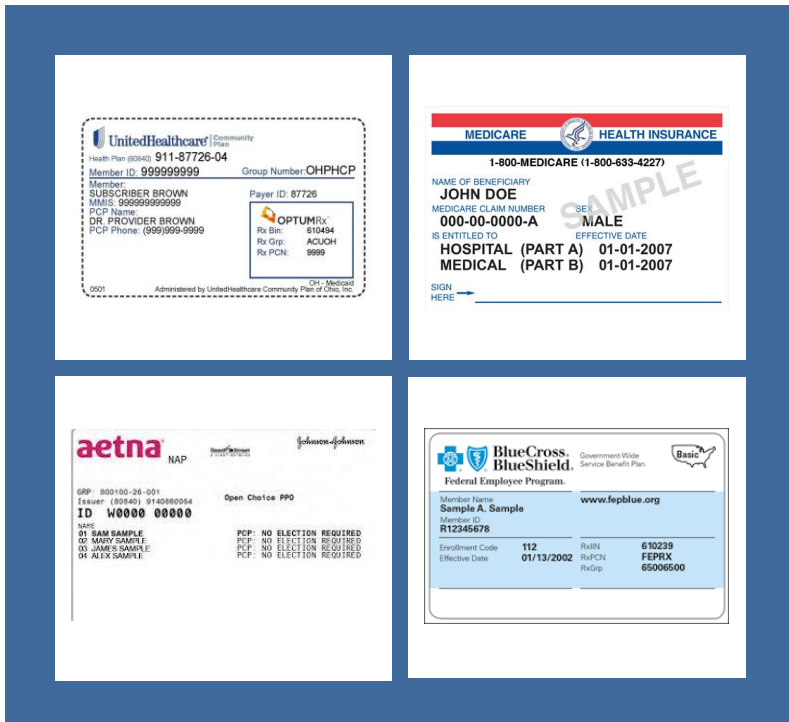 UnitedHealthcare | Community Plan
Health Plan (80840) 911-87726-04
Member ID: 999999999 Group Number: OHPHCP
Member:
SUBSCRIBER BROWN Payer ID: 87726
MMIS: 999999999999
PCP Name:
DR. PROVIDER BROWN
PCP Phone: (999)999-9999
OPTUMRx
Rx Bin: 610494
Rx Grp: ACUOH
Rx PCN: 9999
OH - Medicaid
0501 Administered by UnitedHealthcare Community Plan of Ohio, Inc.
MEDICARE HEALTH INSURANCE
1-800-MEDICARE (1-800-633-4227)
SAMPLE
NAME OF BENEFICIARY
JOHN DOE
MEDICARE CLAIM NUMBER SEX
000-00-0000-A MALE
IS ENTITLED TO EFFECTIVE DATE
HOSPITAL (PART A) 01-01-2007
MEDICAL (PART B) 01-01-2007
SIGN
HERE
aetna NAP Johnson & Johnson
GRP: 800100-26-001
Issuer (80840) 9140860054 Open Choice PPO
ID W0000 00000
NAME
01 SAM SAMPLE PCP: NO ELECTION REQUIRED
02 MARY SAMPLE PCP: NO ELECTION REQUIRED
03 JAMES SAMPLE PCP: NO ELECTION REQUIRED
04 ALEX SAMPLE PCP: NO ELECTION REQUIRED
BlueCross. BlueShield.
Federal Employee Program.
Government-Wide
Service Benefit Plan
Basic
Member Name www.fepblue.org
Sample A. Sample
Member ID
R12345678
Enrollment Code 112 RxIIN 610239
Effective Date 01/13/2002 RxPCN FEPRX
RxGrp 65006500